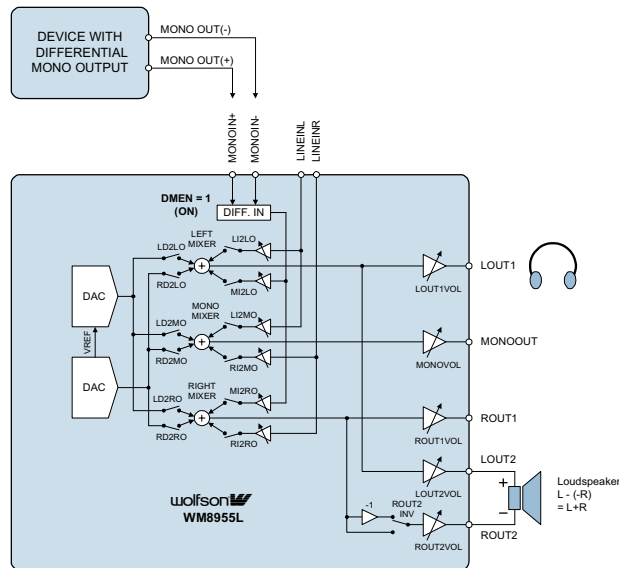 DEVICE WITH
DIFFERENTIAL
MONO OUTPUT
MONO OUT(-)
MONO OUT(+)
MONOIN+
MONOIN-
LINEINL
LINEINR
DMEN = 1
(ON)
DIFF. IN
LEFT
MIXER
LD2LO
LI2LO
RD2LO
MI2LO
LOUT1VOL
LOUT1
DAC
VREF
DAC
MONO
MIXER
LD2MO
LI2MO
RD2MO
RI2MO
MONOVOL
MONOOUT
RIGHT
MIXER
LD2RO
MI2RO
RD2RO
RI2RO
ROUT1VOL
ROUT1
LOUT2
LOUT2VOL
-1
ROUT2
INV
ROUT2VOL
ROUT2
+
−
Loudspeaker
L - (-R)
= L+R
wolfson
WM8955L